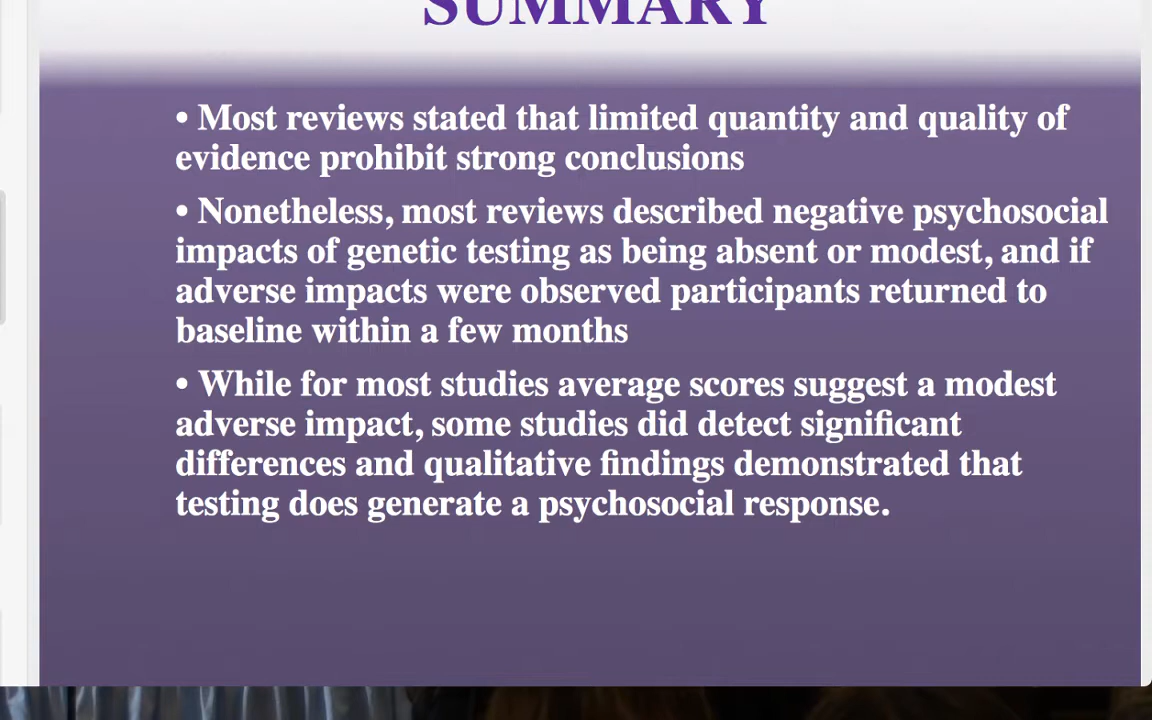 SUMMARY
• Most reviews stated that limited quantity and quality of
evidence prohibit strong conclusions
• Nonetheless, most reviews described negative psychosocial
impacts of genetic testing as being absent or modest, and if
adverse impacts were observed participants returned to
baseline within a few months
• While for most studies average scores suggest a modest
adverse impact, some studies did detect significant
differences and qualitative findings demonstrated that
testing does generate a psychosocial response.